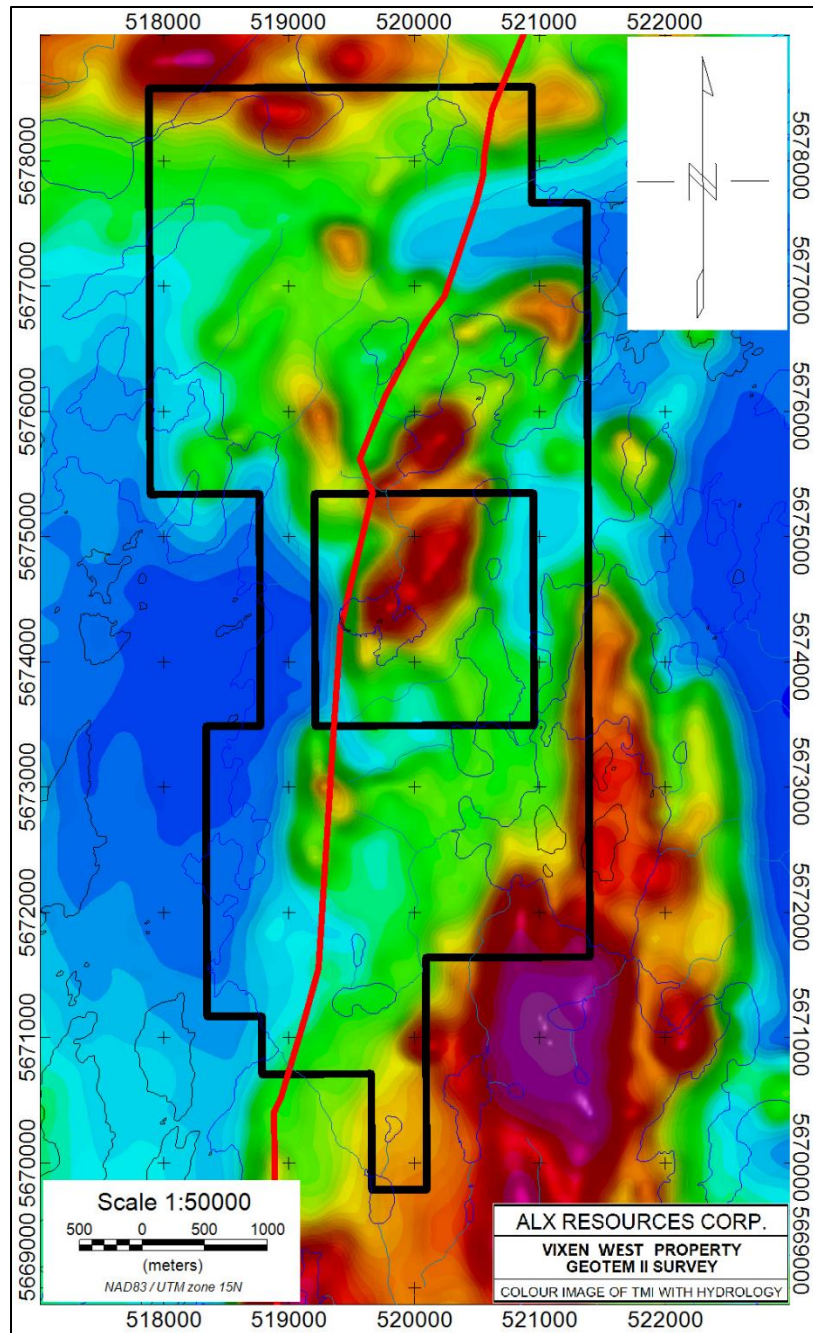 518000 519000 520000 521000 522000
5678000 5678000
5677000 5677000
5676000 5676000
5675000 5675000
5674000 5674000
5673000 5673000
5672000 5672000
5671000 5671000
5670000 5670000
5669000 5669000
N
Scale 1:50000
500 0 500 1000
(meters)
NAD83 / UTM zone 15N
ALX RESOURCES CORP.
VIXEN WEST PROPERTY
GEOTEM II SURVEY
COLOUR IMAGE OF TMI WITH HYDROLOGY
518000 519000 520000 521000 522000